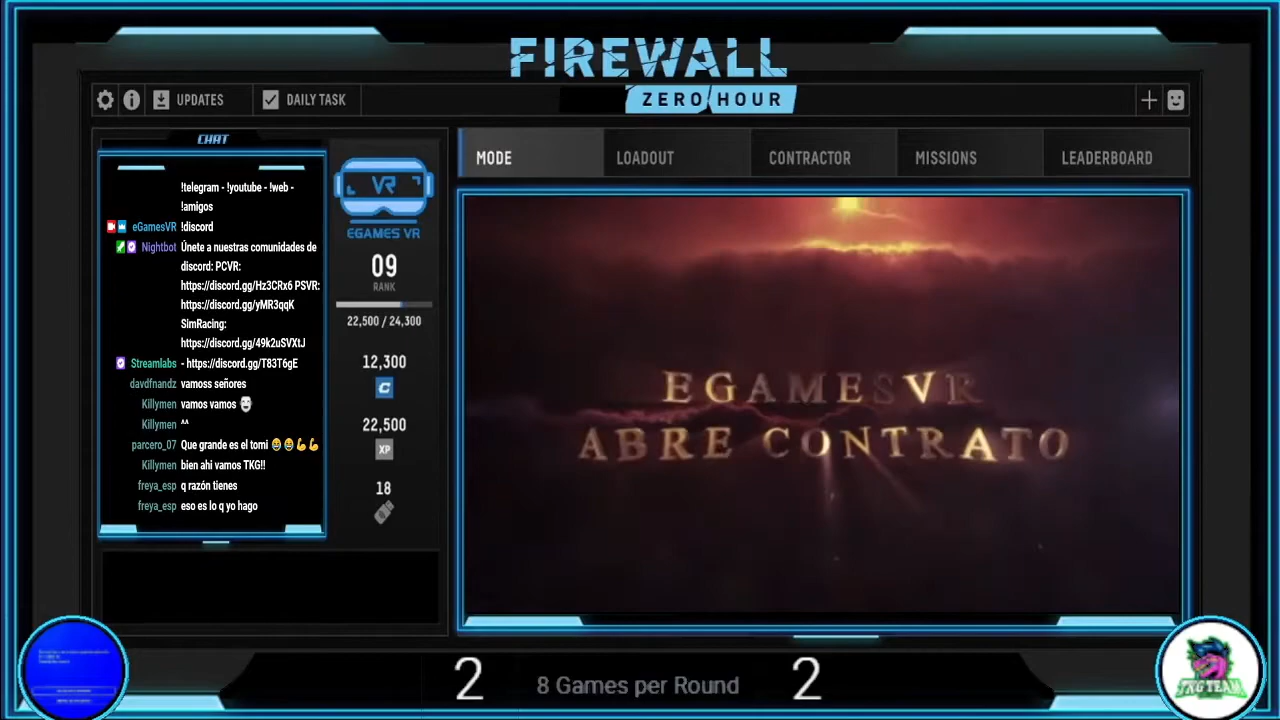 FIREWALL
ZERO HOUR
UPDATES
DAILY TASK
CHAT
!telegram - !youtube - !web -
!amigos
eGamesVR !discord
Nightbot Únete a nuestras comunidades de
discord: PCVR:
https://discord.gg/Hz3CRx6 PSVR:
https://discord.gg/yMR3qqK
SimRacing:
https://discord.gg/49k2uSVXtJ
Streamlabs - https://discord.gg/T83T6gE
davdfnandz vamoss señores
Killymen vamos vamos
Killymen ^^
parcero_07 Que grande es el tomi 😂😂💪💪
Killymen bien ahi vamos TKG!!
freya_esp q razón tienes
freya_esp eso es lo q yo hago
VR
EGAMES VR
09
RANK
22,500 / 24,300
12,300
C
22,500
XP
18
MODE
LOADOUT
CONTRACTOR
MISSIONS
LEADERBOARD
EGAMESVR
ABRE CONTRATO
2
8 Games per Round
2
TKG TEAM